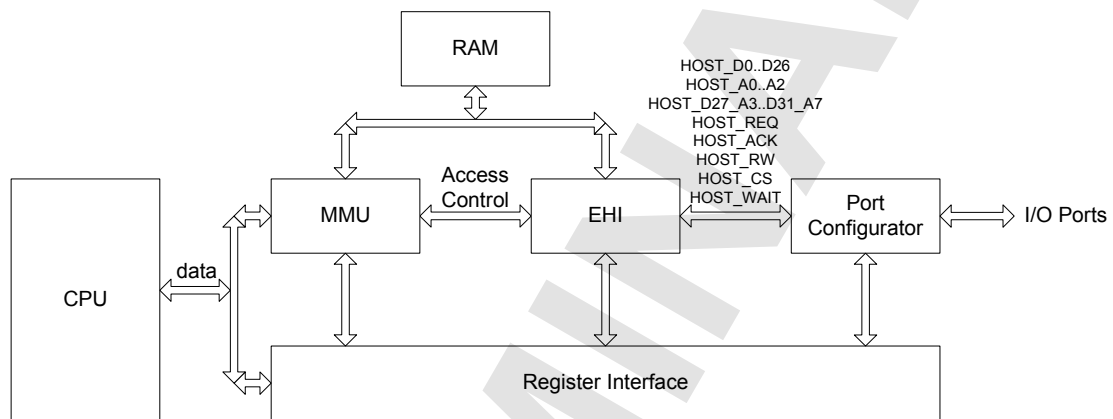 RAM
HOST_D0..D26
HOST_A0..A2
HOST_D27_A3..D31_A7
HOST_REQ
HOST_ACK
HOST_RW
HOST_CS
HOST_WAIT
Access
Control
MMU
EHI
Port
Configurator
I/O Ports
data
CPU
Register Interface